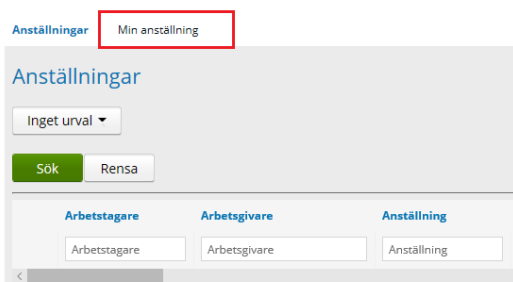 Anställningar Min anställning
Anställningar
Inget urval
Sök Rensa
Arbetstagare Arbetsgivare Anställning
Arbetstagare Arbetsgivare Anställning